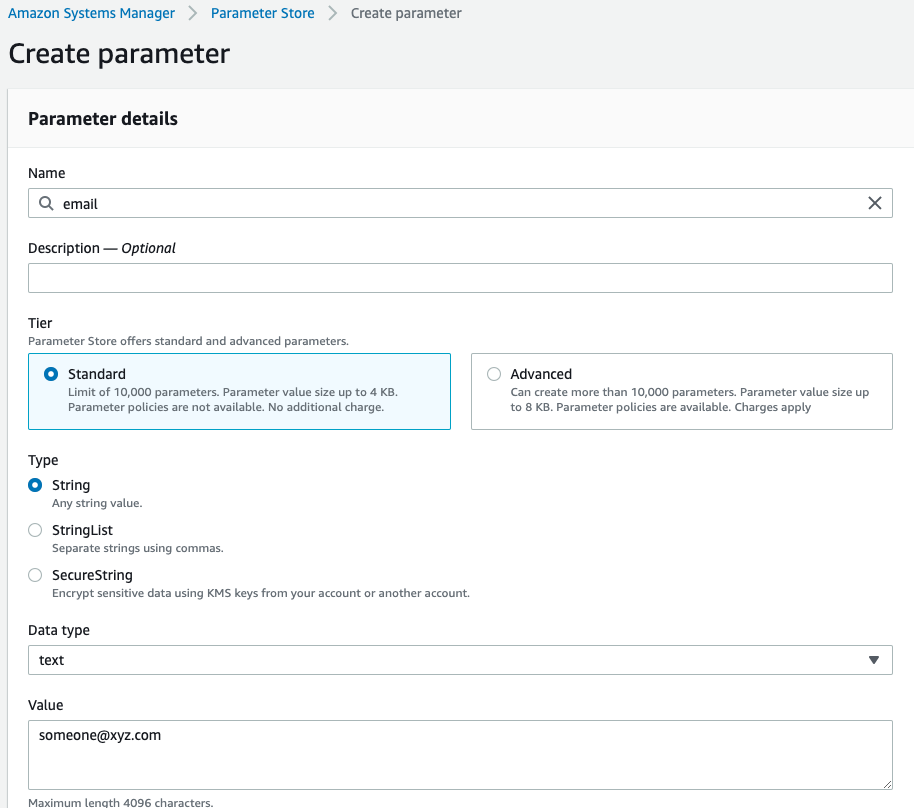 Amazon Systems Manager > Parameter Store > Create parameter
Create parameter
Parameter details
Name
email
Description — Optional
Tier
Parameter Store offers standard and advanced parameters.
Standard
Limit of 10,000 parameters. Parameter value size up to 4 KB.
Parameter policies are not available. No additional charge.
Advanced
Can create more than 10,000 parameters. Parameter value size up
to 8 KB. Parameter policies are available. Charges apply
Type
String
Any string value.
StringList
Separate strings using commas.
SecureString
Encrypt sensitive data using KMS keys from your account or another account.
Data type
text
Value
someone@xyz.com
Maximum length 4096 characters.